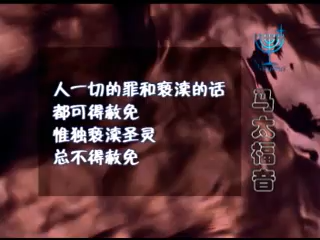 人一切的罪和亵渎的话
都可得赦免
惟独亵渎圣灵
总不得赦免
马太福音